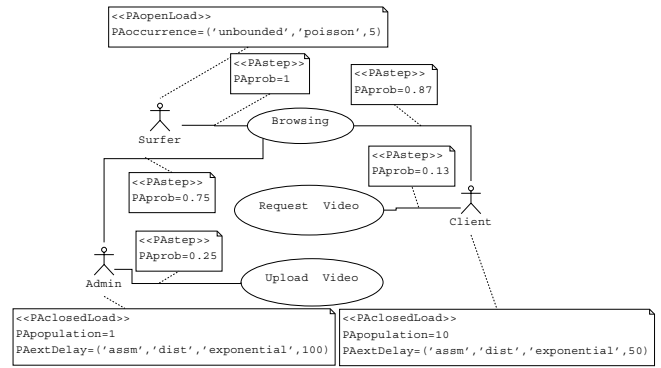 <<PAopenLoad>>
PAoccurrence=('unbounded','poisson',5)
<<PAstep>>
PAprob=1
<<PAstep>>
PAprob=0.87
Browsing
Surfer
<<PAstep>>
PAprob=0.13
<<PAstep>>
PAprob=0.75
Request Video
Client
<<PAstep>>
PAprob=0.25
Admin
Upload Video
<<PAclosedLoad>>
PApopulation=1
PAextDelay=('assm','dist','exponential',100)
<<PAclosedLoad>>
PApopulation=10
PAextDelay=('assm','dist','exponential',50)